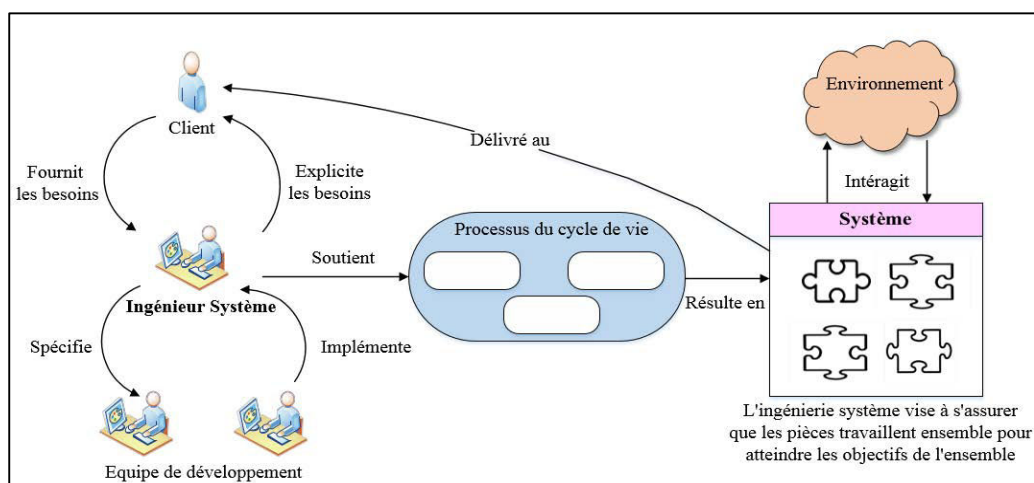 Client
Fournit
les besoins
Explicite
les besoins
Ingénieur Système
Spécifie
Implémente
Equipe de développement
Soutient
Processus du cycle de vie
Délivré au
Résulte en
Environnement
Intéragit
Système
L'ingénierie système vise à s'assurer
que les pièces travaillent ensemble pour
atteindre les objectifs de l'ensemble